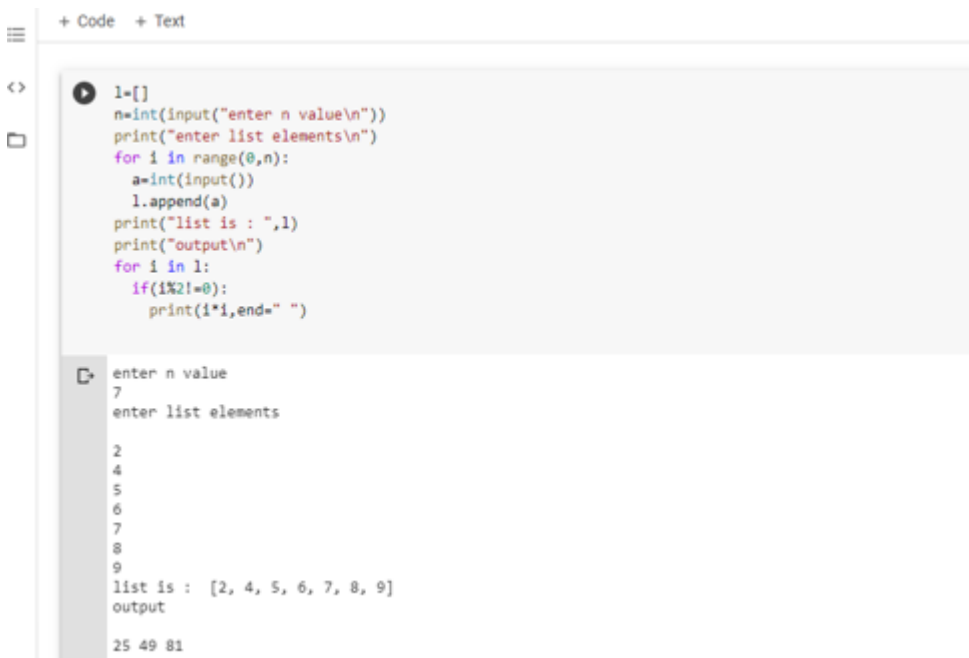 + Code + Text
l=[]
n=int(input("enter n value\n"))
print("enter list elements\n")
for i in range(0,n):
  a=int(input())
  l.append(a)
print("list is : ",l)
print("output\n")
for i in l:
  if(i%2!=0):
    print(i*i,end=" ")
enter n value
7
enter list elements
2
4
5
6
7
8
9
list is :  [2, 4, 5, 6, 7, 8, 9]
output
25 49 81